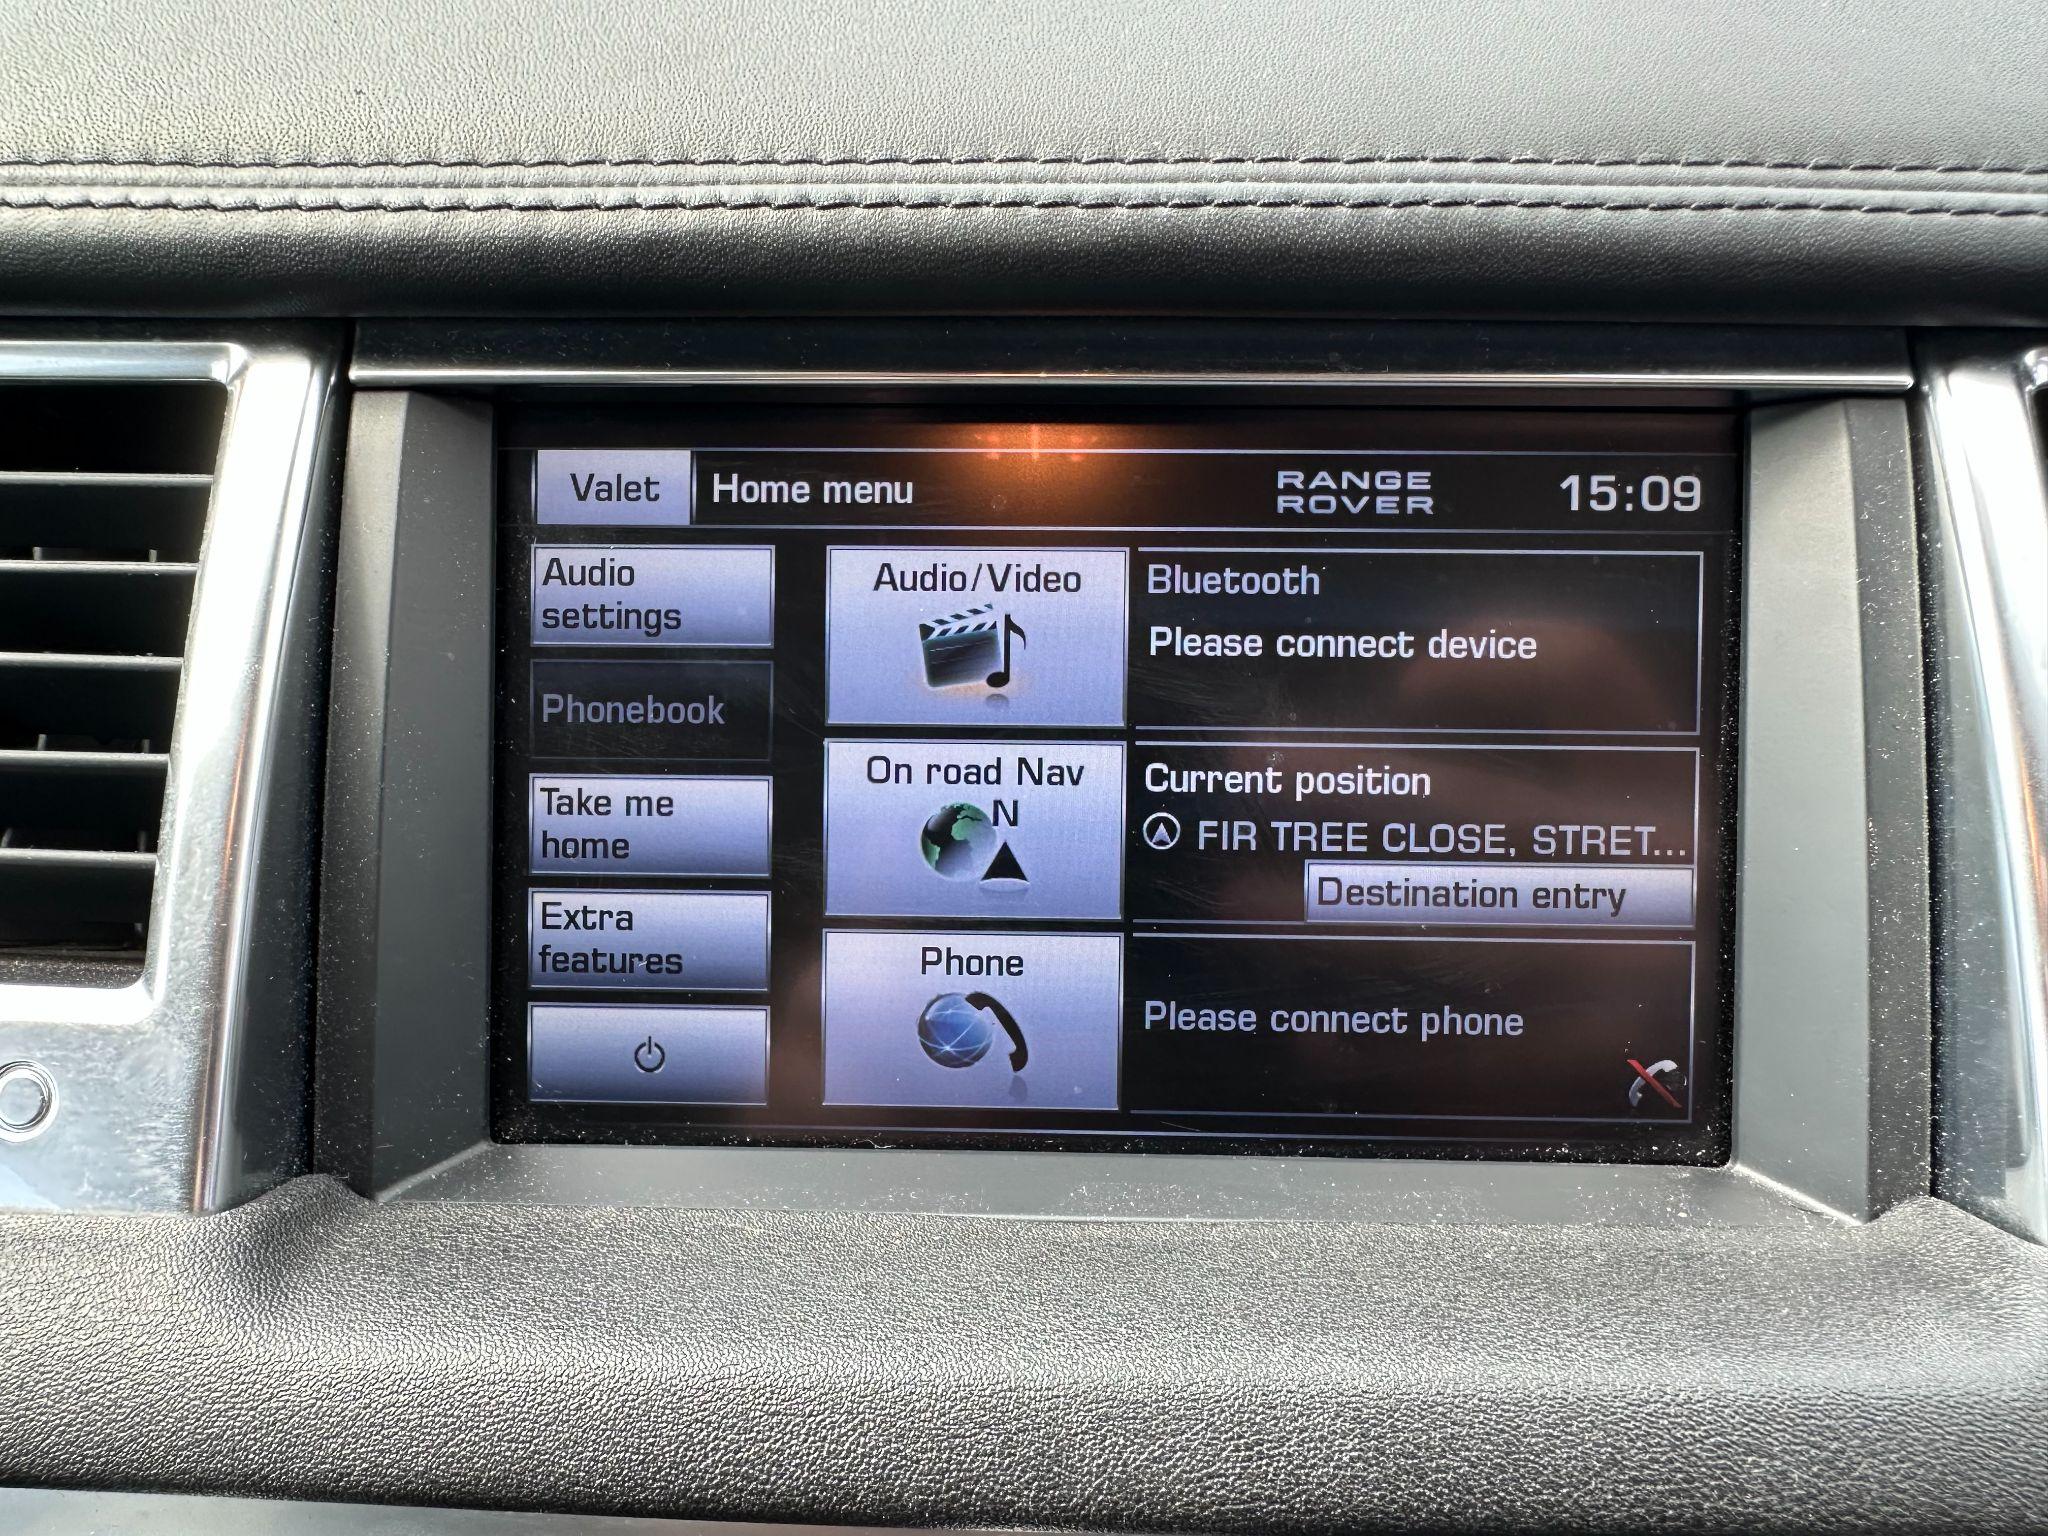 Valet
Home menu
RANGE
ROVER
15:09
Audio
settings
Phonebook
Take me
home
Extra
features
Audio/Video
On road Nav
N
Phone
Bluetooth
Please connect device
Current position
FIR TREE CLOSE, STRET...
Destination entry
Please connect phone